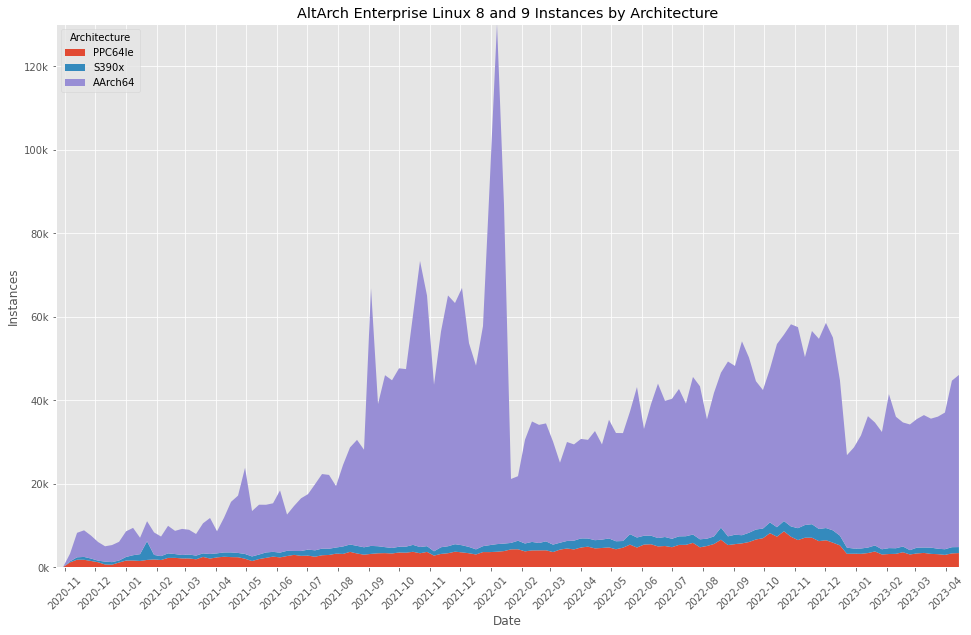 AltArch Enterprise Linux 8 and 9 Instances by Architecture
Architecture
PPC64le
S390x
AArch64
Instances
120k
100k
80k
60k
40k
20k
0k
2020-11
2020-12
2021-01
2021-02
2021-03
2021-04
2021-05
2021-06
2021-07
2021-08
2021-09
2021-10
2021-11
2021-12
2022-01
2022-02
2022-03
2022-04
2022-05
2022-06
2022-07
2022-08
2022-09
2022-10
2022-11
2022-12
2023-01
2023-02
2023-03
2023-04
Date